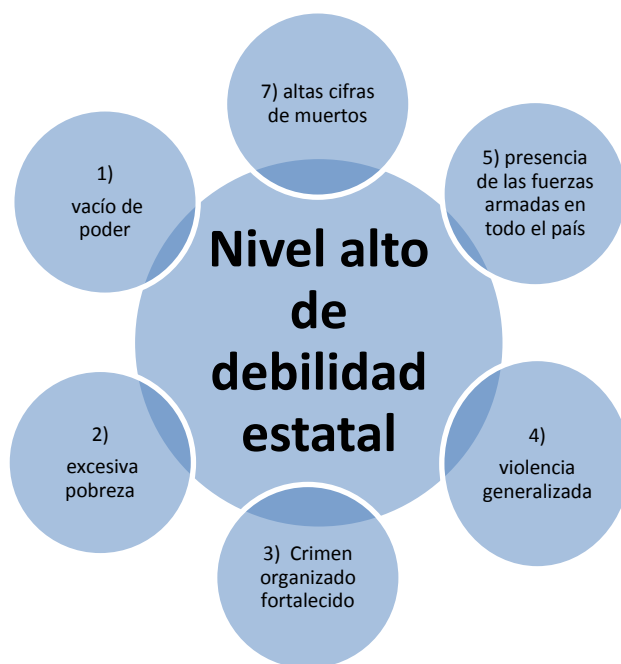 7) altas cifras
de muertos
1)
vacío de
poder
5) presencia
de las fuerzas
armadas en
todo el país
Nivel alto
de
debilidad
estatal
2)
excesiva
pobreza
4)
violencia
generalizada
3) Crimen
organizado
fortalecido